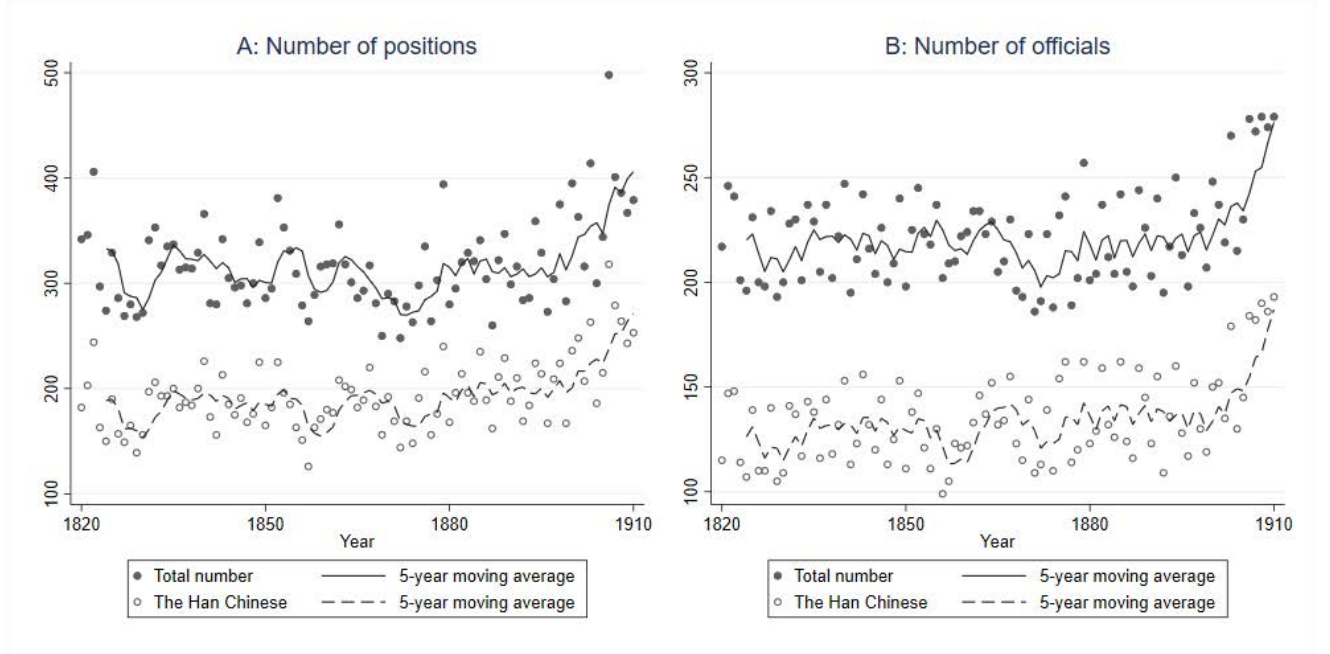 A: Number of positions
500
400
300
200
100
1820
1850
1880
1910
Year
Total number
5-year moving average
The Han Chinese
5-year moving average
B: Number of officials
300
250
200
150
100
1820
1850
1880
1910
Year
Total number
5-year moving average
The Han Chinese
5-year moving average